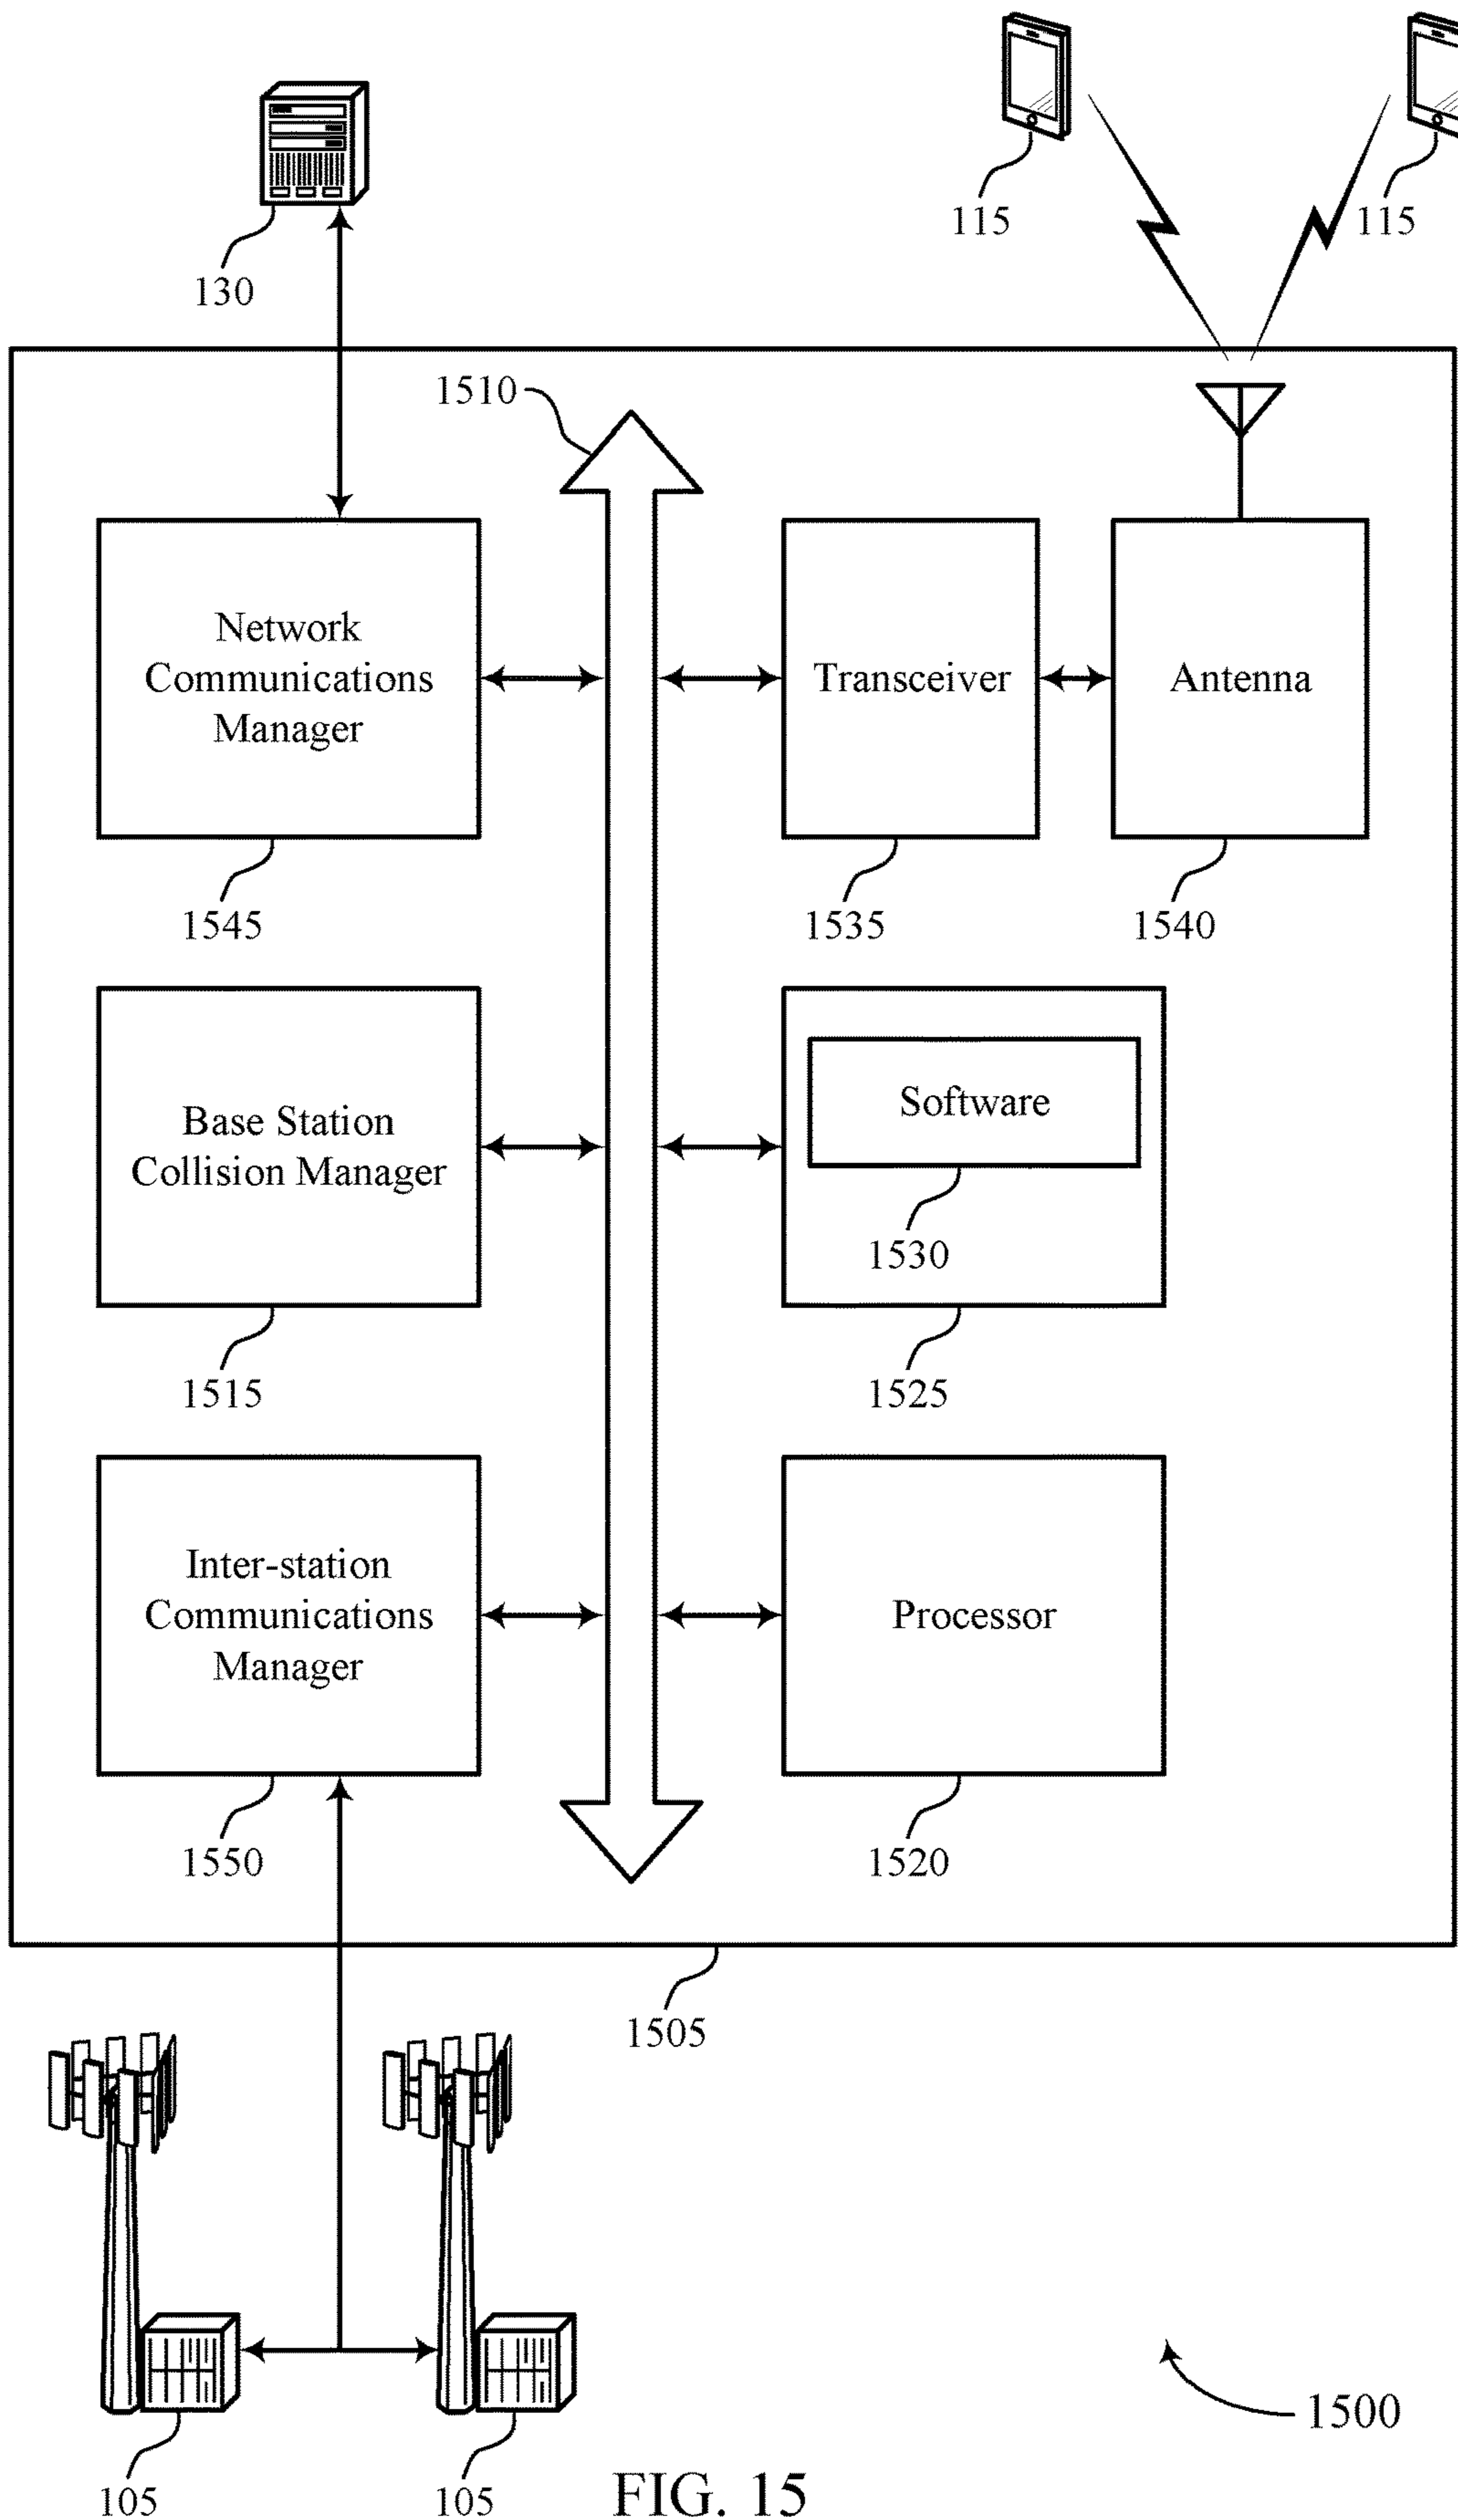 115
115
130
1510
Network
Communications
Manager
Transceiver
Antenna
1545
1535
1540
Base Station
Collision Manager
Software
1530
1515
1525
Inter-station
Communications
Manager
Processor
1550
1520
1505
1500
105
105
FIG. 15